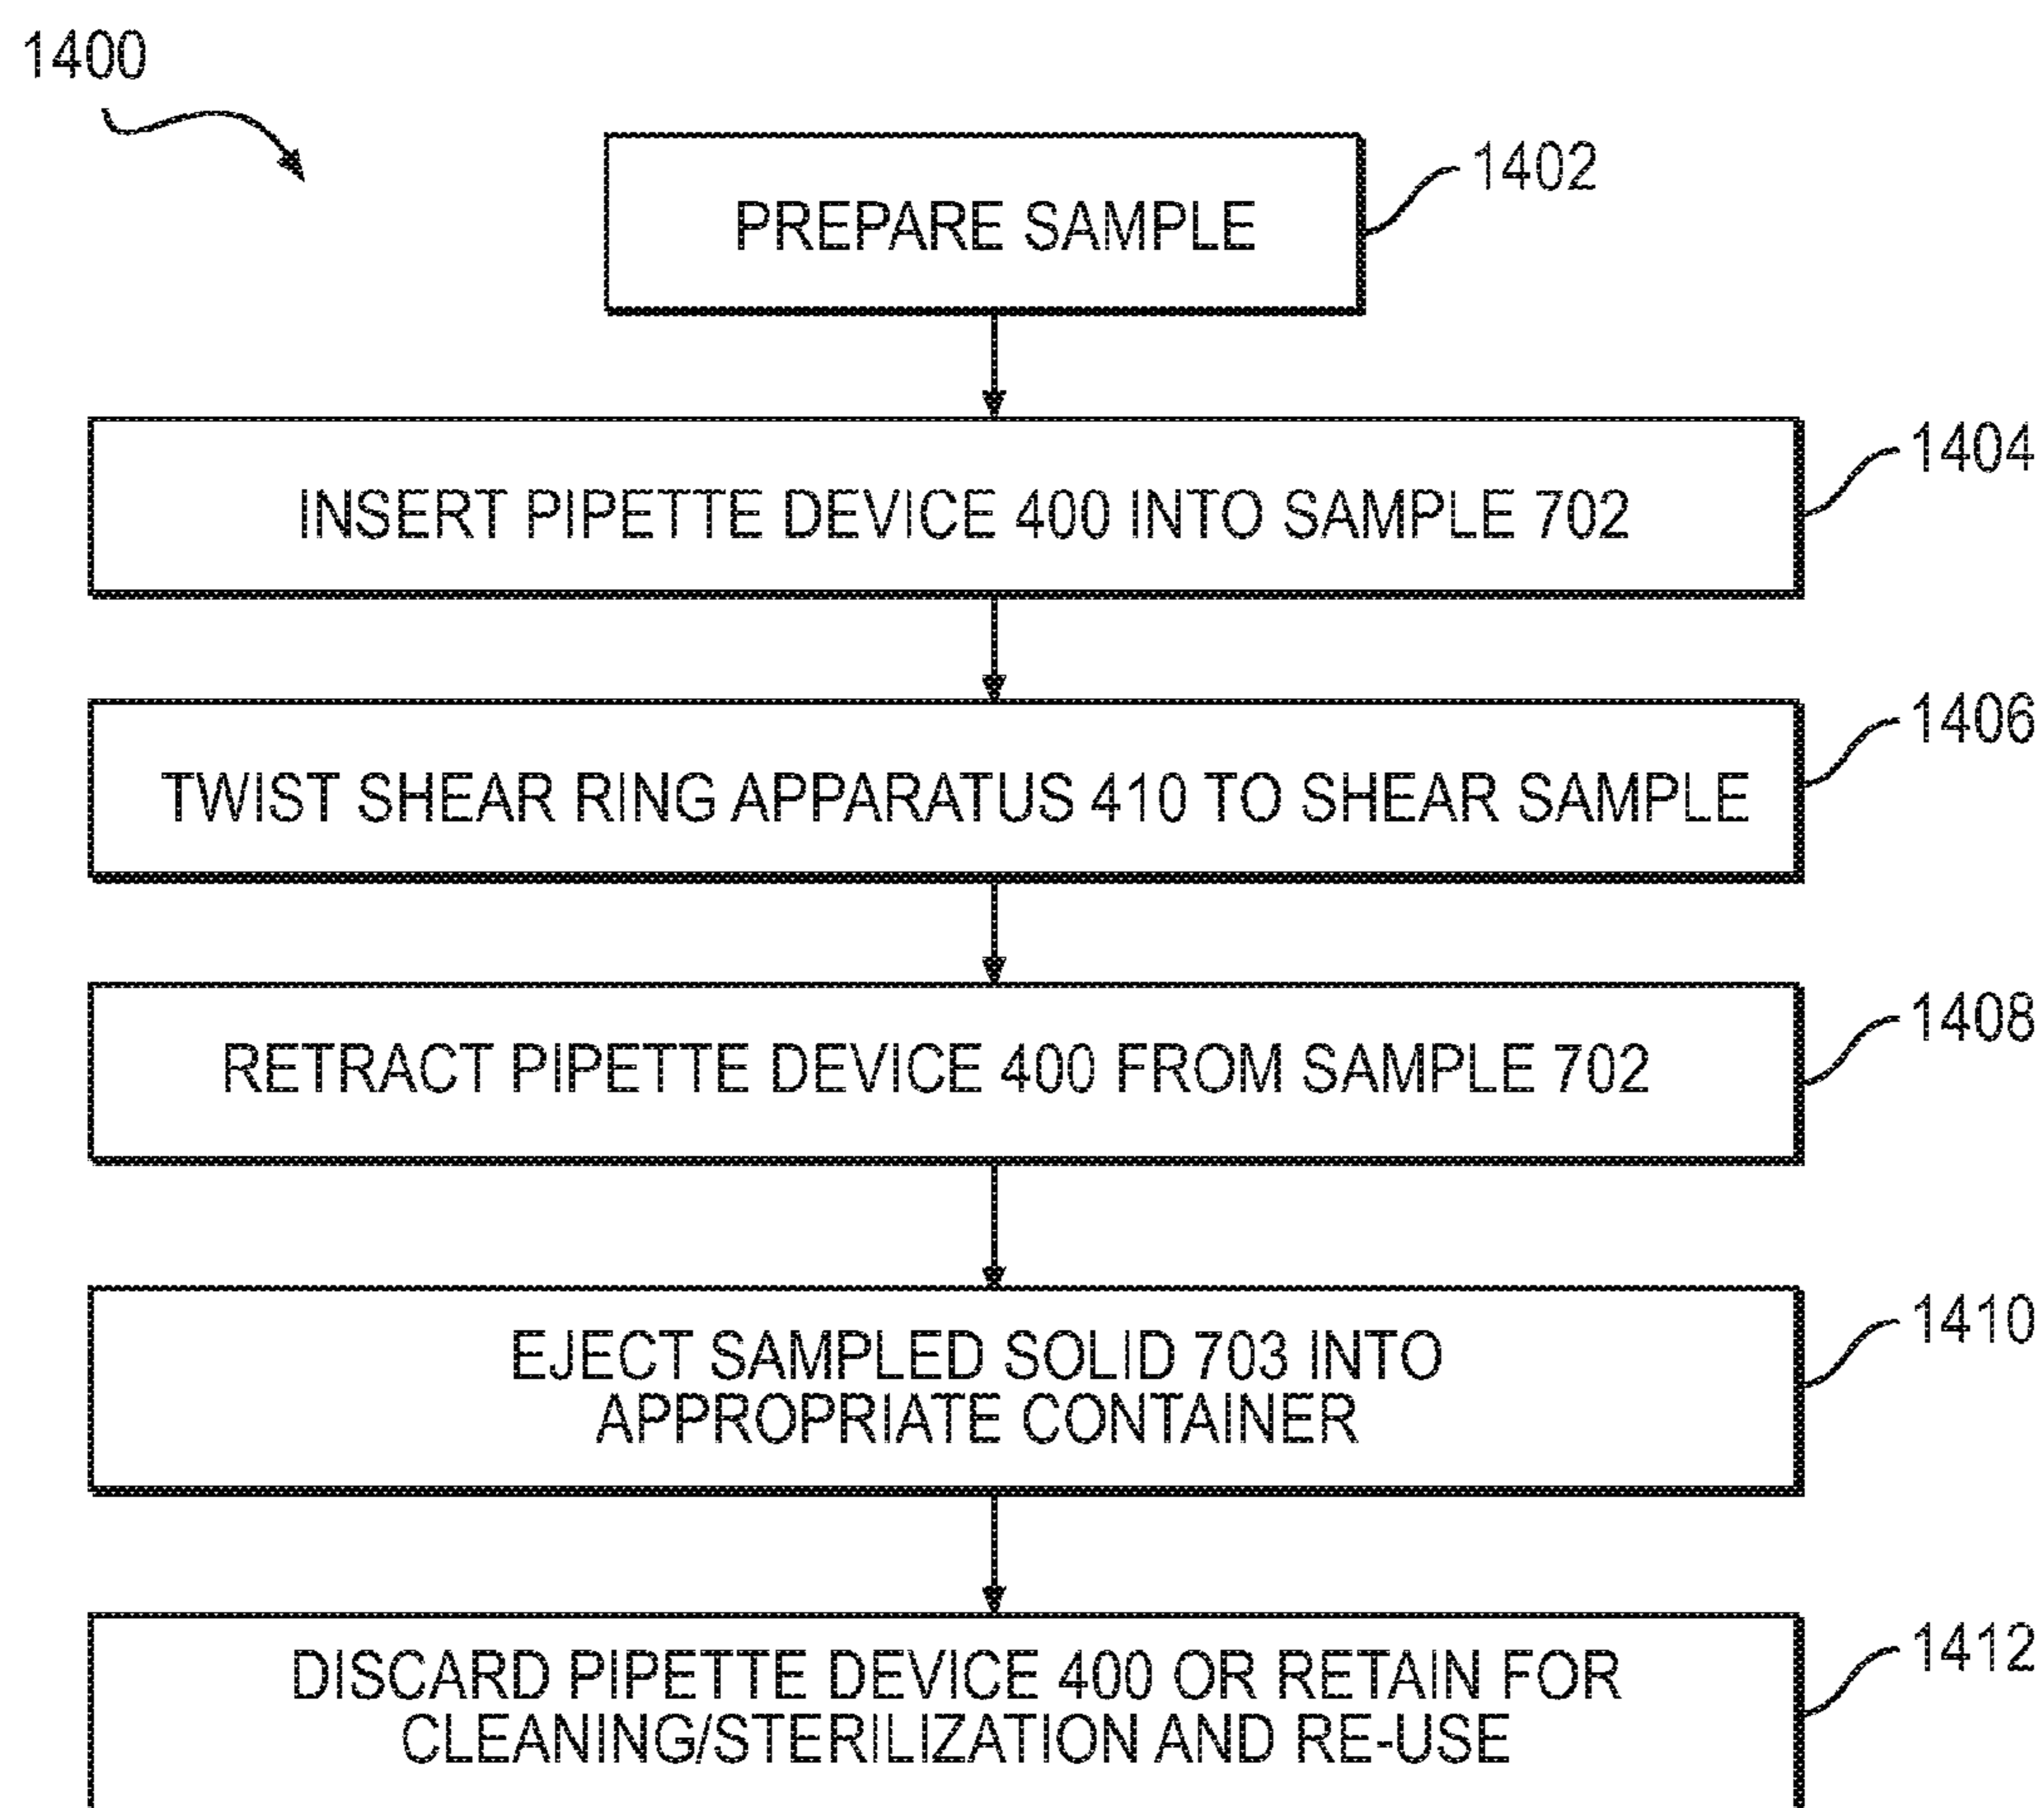 1400
PREPARE SAMPLE
1402
INSERT PIPETTE DEVICE 400 INTO SAMPLE 702
1404
TWIST SHEAR RING APPARATUS 410 TO SHEAR SAMPLE
1406
RETRACT PIPETTE DEVICE 400 FROM SAMPLE 702
1408
EJECT SAMPLED SOLID 703 INTO
APPROPRIATE CONTAINER
1410
DISCARD PIPETTE DEVICE 400 OR RETAIN FOR
CLEANING/STERILIZATION AND RE-USE
1412